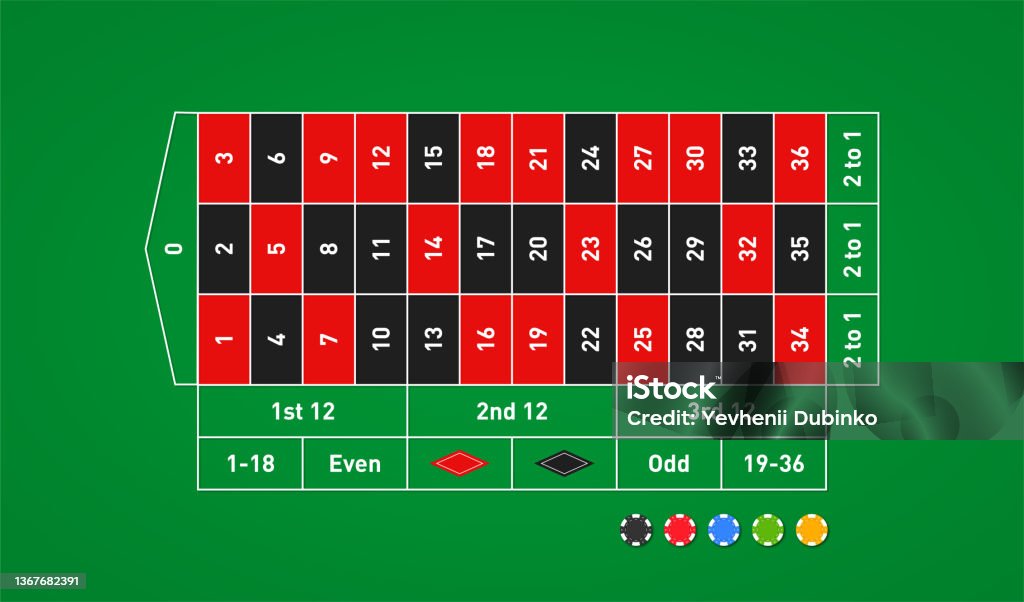 3 6 9 12 15 18 21 24 27 30 33 36 2 to 1
0 2 5 8 11 14 17 20 23 26 29 32 35 2 to 1
1 4 7 10 13 16 19 22 25 28 31 34 2 to 1
1st 12 2nd 12 3rd 12
iStock™
Credit: Yevhenii Dubinko
1-18 Even Odd 19-36
1367682391